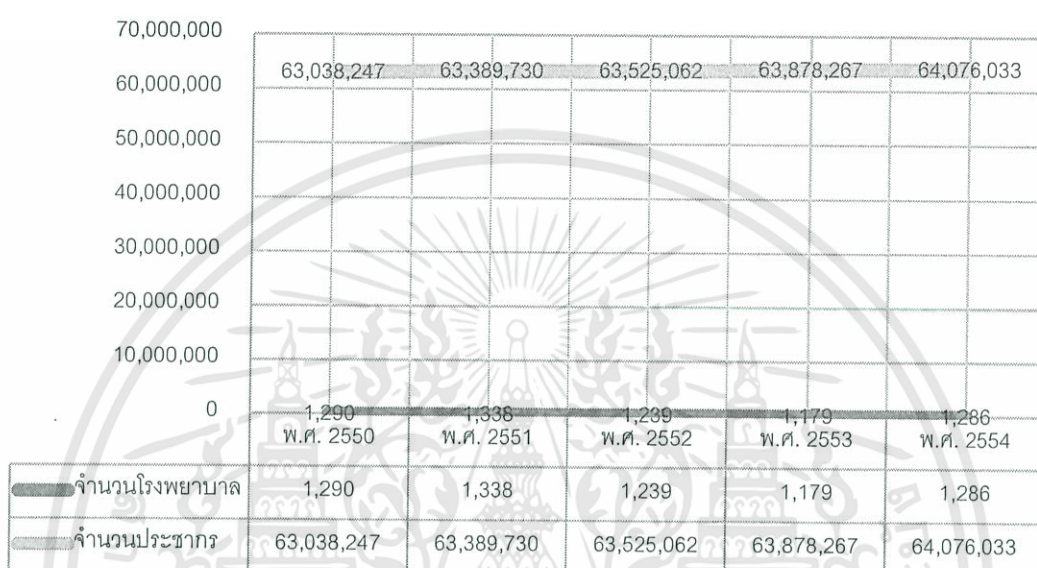 70,000,000
63,038,247 63,389,730 63,525,062 63,878,267 64,076,033
60,000,000
50,000,000
40,000,000
30,000,000
20,000,000
10,000,000
0
1,290 1,338 1,239 1,179 1,286
พ.ศ. 2550 พ.ศ. 2551 พ.ศ. 2552 พ.ศ. 2553 พ.ศ. 2554
จำนวนโรงพยาบาล 1,290 1,338 1,239 1,179 1,286
จำนวนประชากร 63,038,247 63,389,730 63,525,062 63,878,267 64,076,033